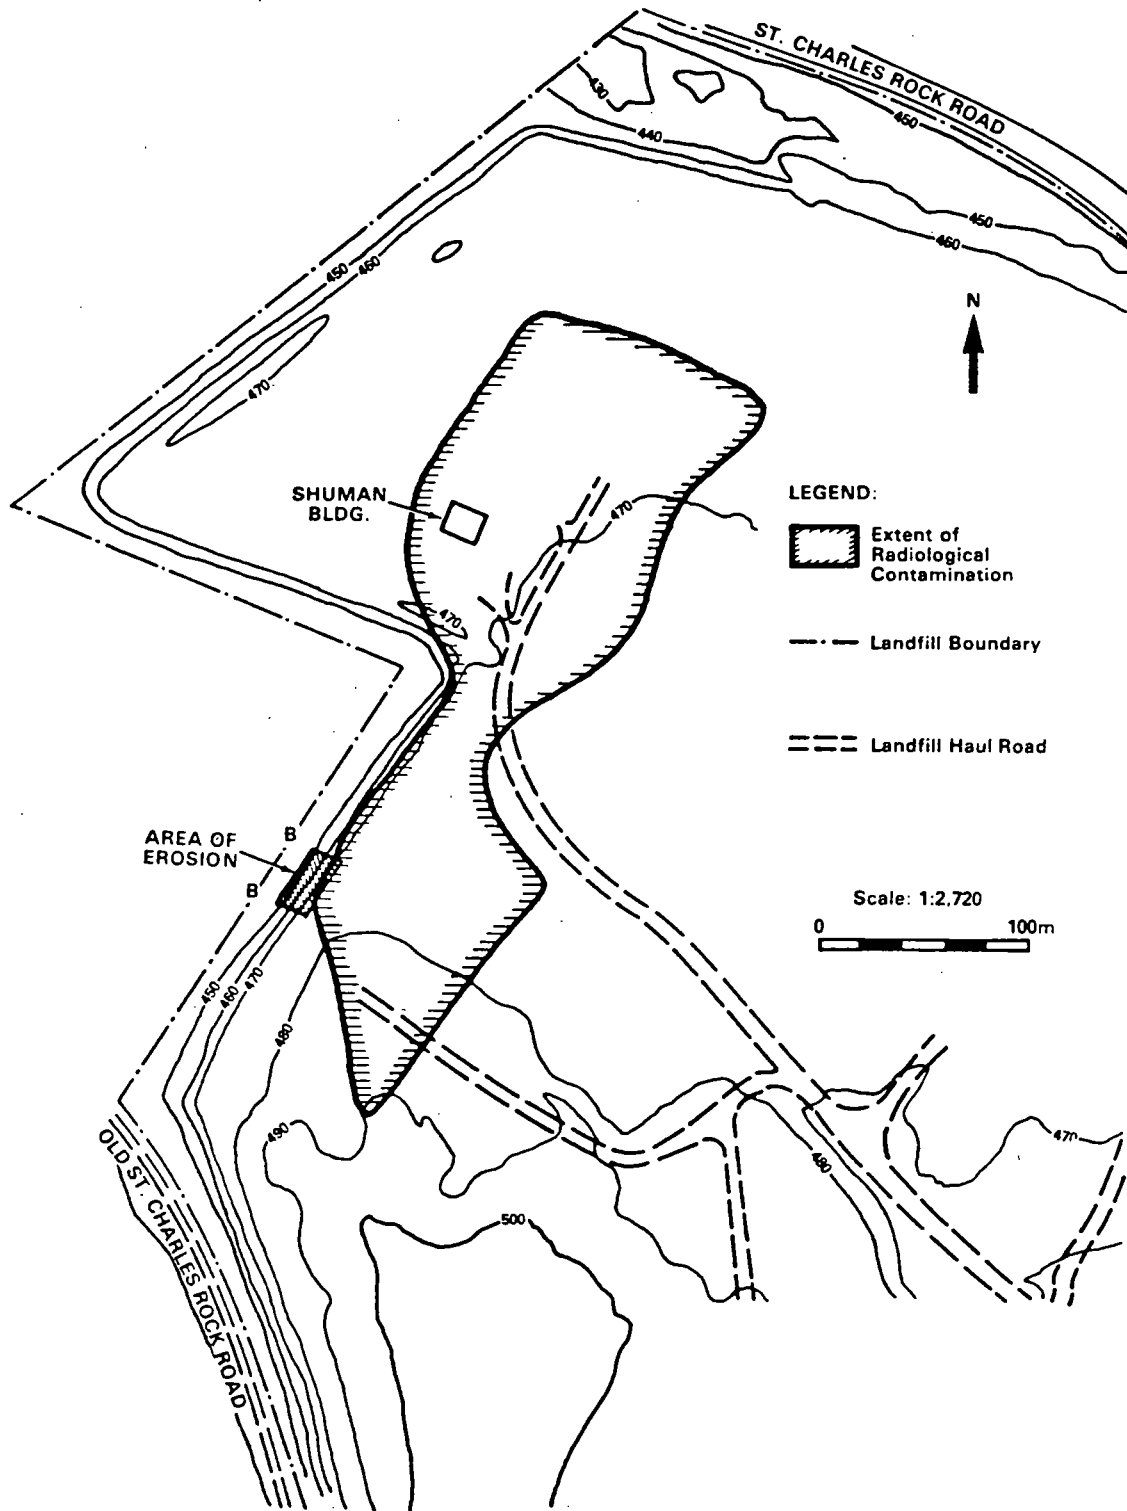 ST. CHARLES ROCK ROAD
430
440
450
450
460
450
460
N
470
SHUMAN
BLDG.
470
LEGEND:
Extent of
Radiological
Contamination
470
Landfill Boundary
Landfill Haul Road
AREA OF
EROSION
B
B
Scale: 1:2,720
0
100m
450
460
470
480
490
470
480
500
OLD ST. CHARLES ROCK ROAD